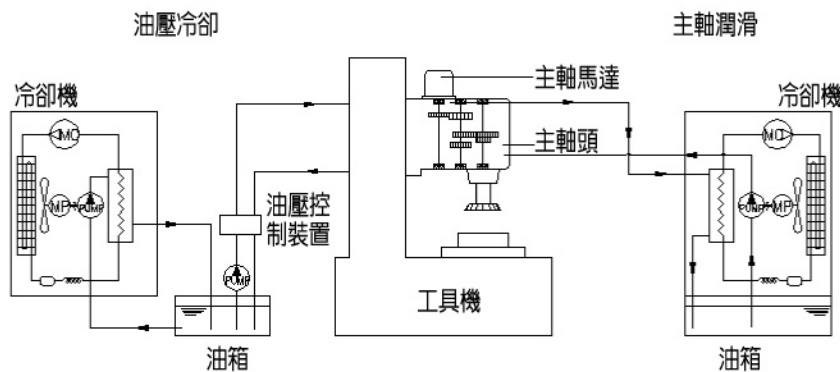 油壓冷卻
主軸潤滑
冷卻機
主軸馬達
冷卻機
MC
MC
主軸頭
MP
PUMP
油壓控
制裝置
PUMP
MP
PUMP
工具機
油箱
油箱